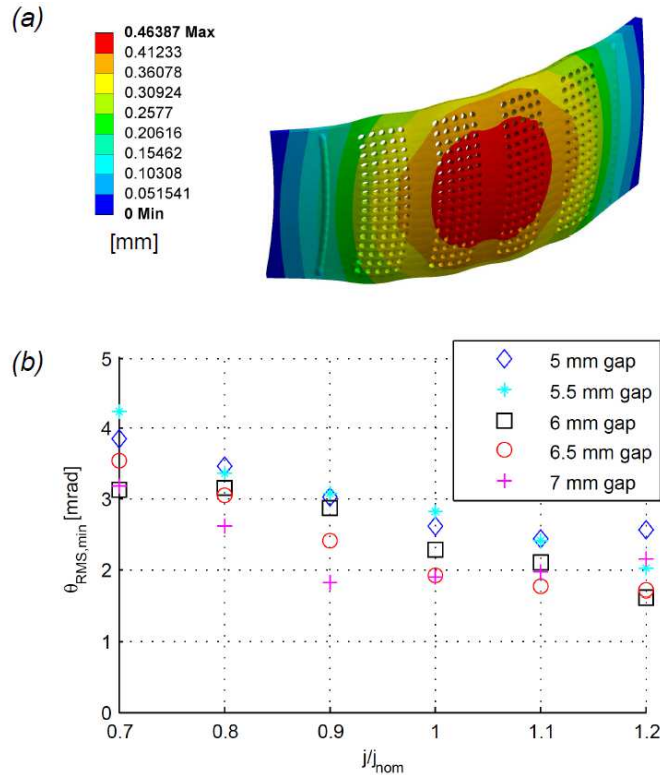 (a)
0.46387 Max
0.41233
0.36078
0.30924
0.2577
0.20616
0.15462
0.10308
0.051541
0 Min
[mm]
(b)
5
4
3
2
1
0
θRMS,min [mrad]
5 mm gap
5.5 mm gap
6 mm gap
6.5 mm gap
7 mm gap
0.7 0.8 0.9 1 1.1 1.2
j/jnom